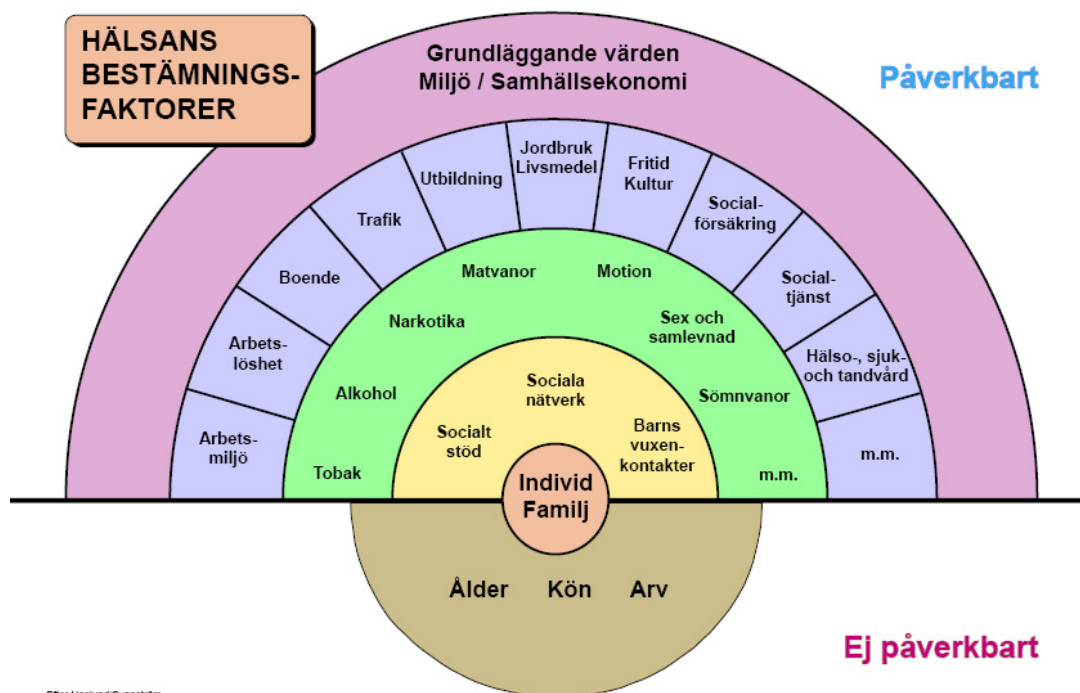 HÄLSANS
BESTÄMNINGS-
FAKTORER
Grundläggande värden
Miljö / Samhällsekonomi
Påverkbart
Arbets-
miljö
Arbets-
löshet
Boende
Trafik
Utbildning
Jordbruk
Livsmedel
Fritid
Kultur
Social-
försäkring
Social-
tjänst
Hälso-, sjuk-
och tandvård
m.m.
Tobak
Alkohol
Narkotika
Matvanor
Motion
Sex och
samlevnad
Sömnvanor
m.m.
Socialt
stöd
Sociala
nätverk
Barns
vuxen-
kontakter
Individ
Familj
Ålder Kön Arv
Ej påverkbart